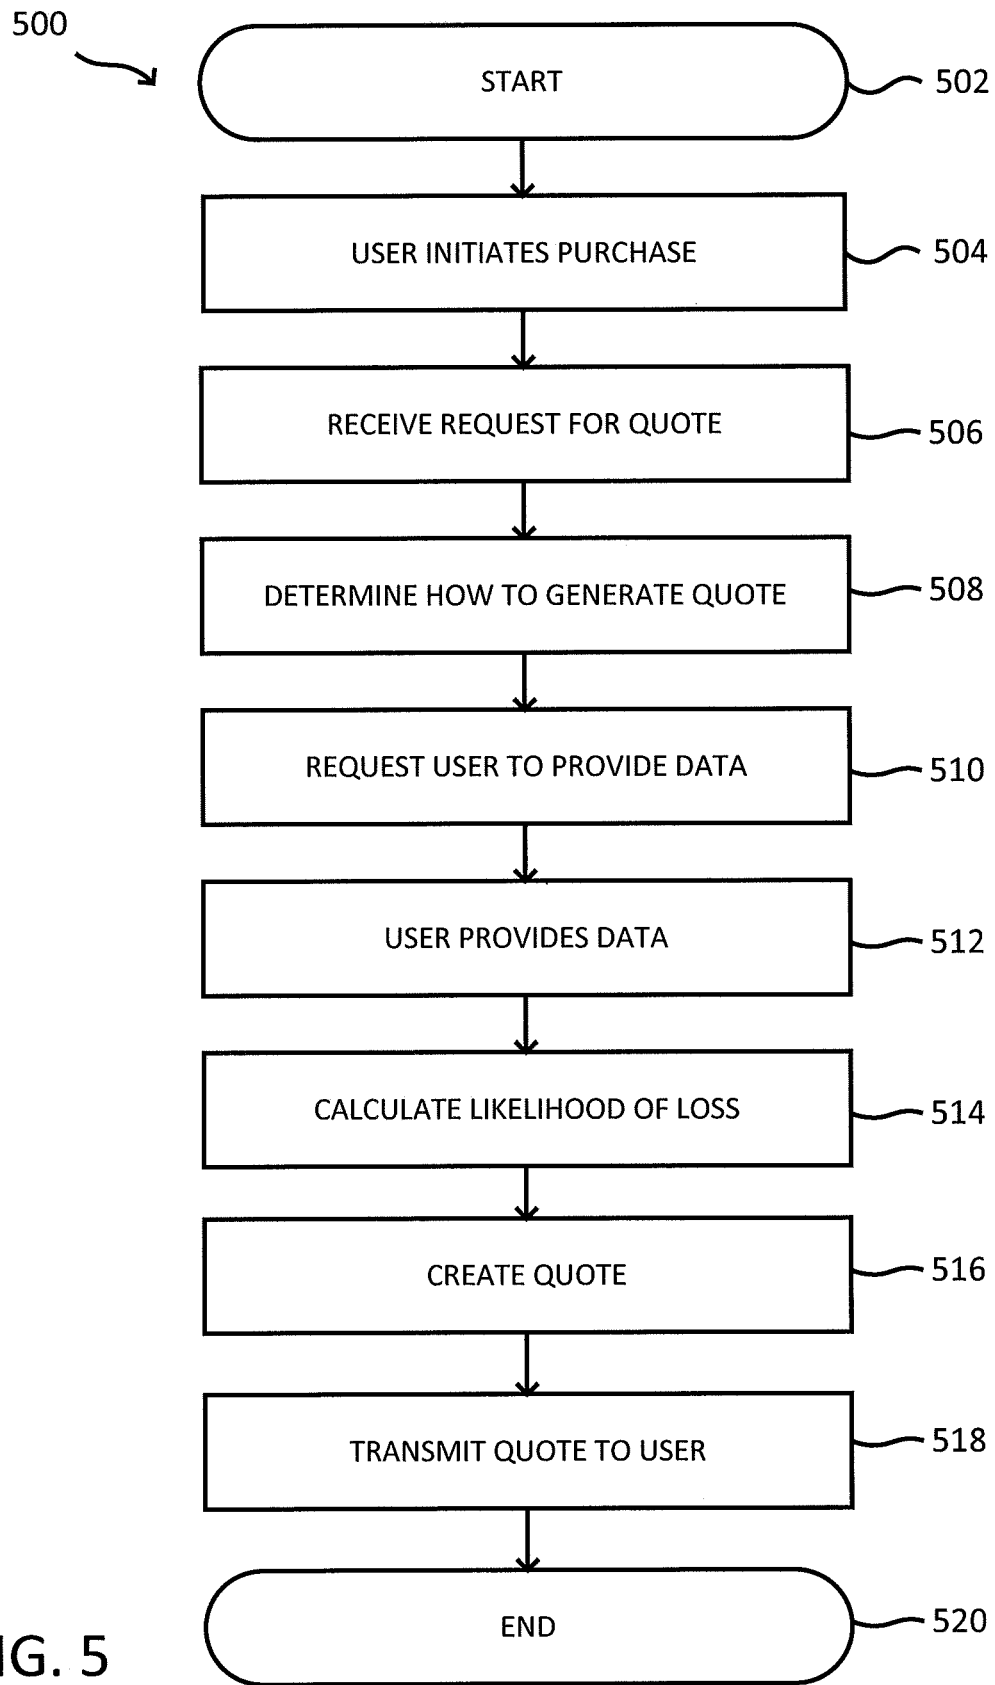 500
START
502
USER INITIATES PURCHASE
504
RECEIVE REQUEST FOR QUOTE
506
DETERMINE HOW TO GENERATE QUOTE
508
REQUEST USER TO PROVIDE DATA
510
USER PROVIDES DATA
512
CALCULATE LIKELIHOOD OF LOSS
514
CREATE QUOTE
516
TRANSMIT QUOTE TO USER
518
END
520
IG. 5